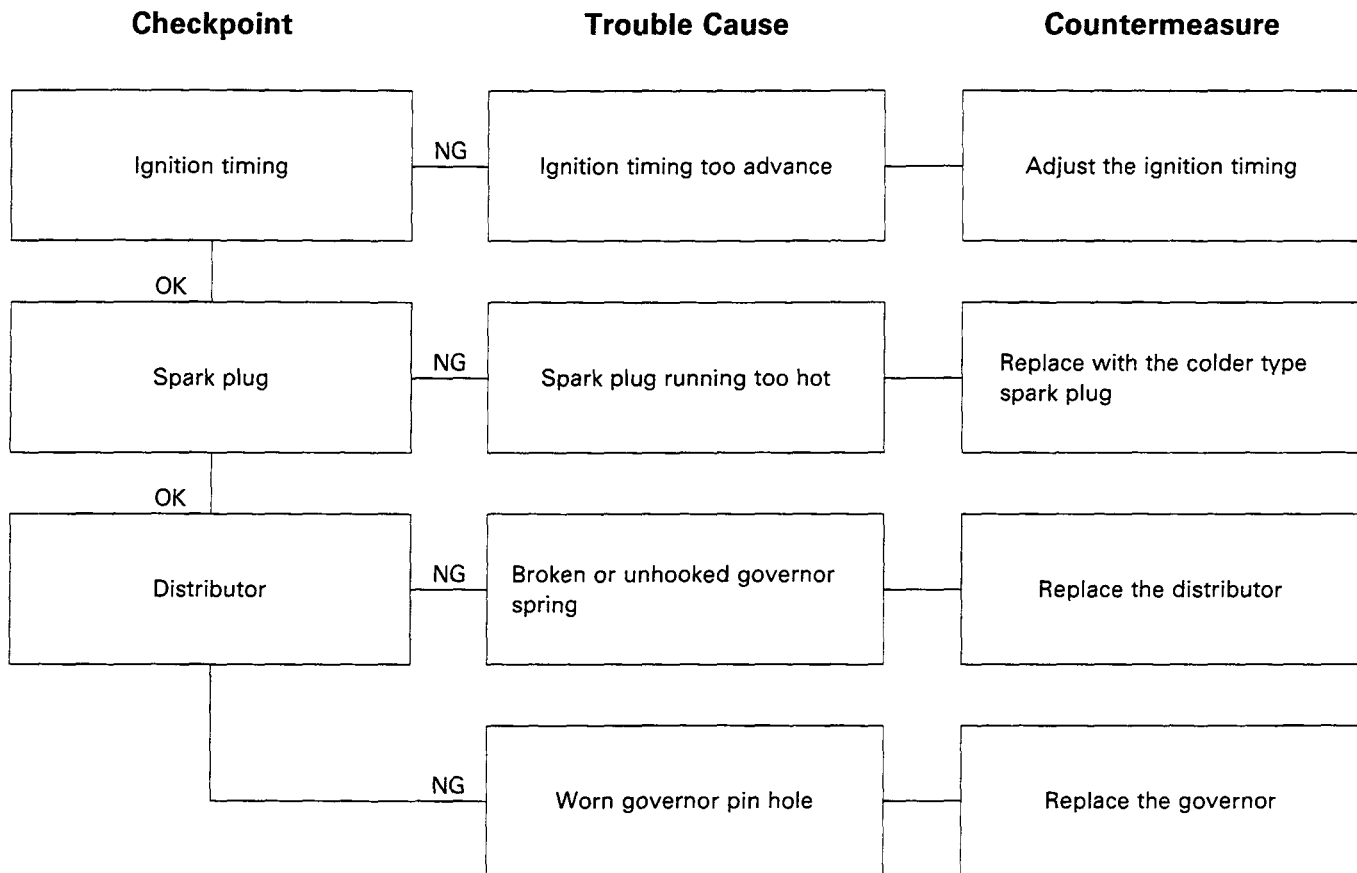 Checkpoint Trouble Cause Countermeasure
Ignition timing NG Ignition timing too advance Adjust the ignition timing
OK
Spark plug NG Spark plug running too hot Replace with the colder type
spark plug
OK
Distributor NG Broken or unhooked governor
spring Replace the distributor
NG Worn governor pin hole Replace the governor